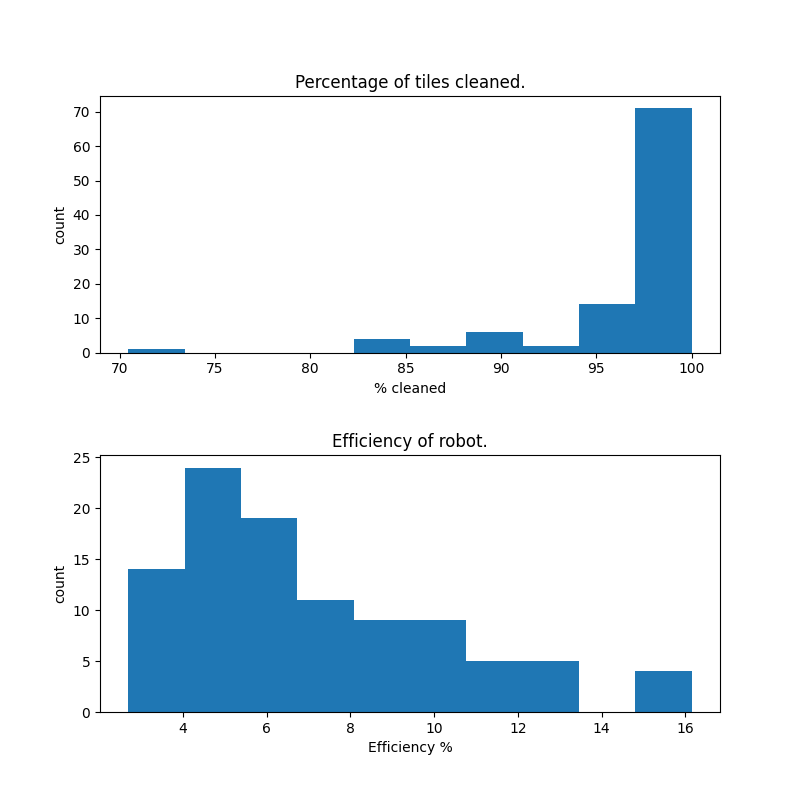 Percentage of tiles cleaned.
70
60
50
40
30
20
10
0
count
70 75 80 85 90 95 100
% cleaned
Efficiency of robot.
25
20
15
10
5
0
count
4 6 8 10 12 14 16
Efficiency %